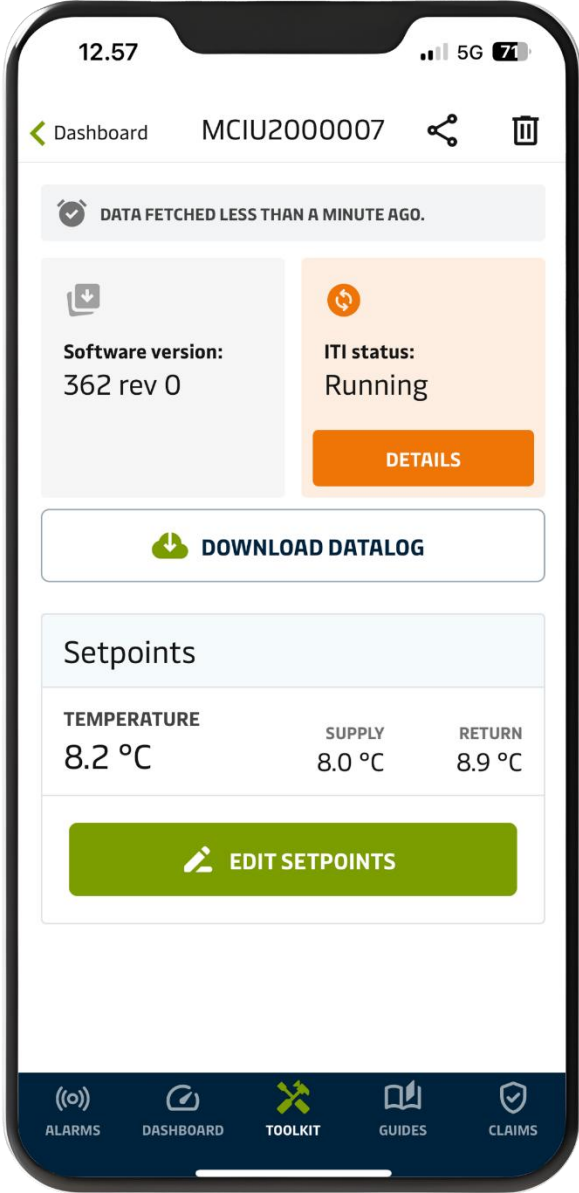 12.57
5G 71
Dashboard MCIU2000007
DATA FETCHED LESS THAN A MINUTE AGO.
Software version:
362 rev 0
ITI status:
Running
DETAILS
DOWNLOAD DATALOG
Setpoints
TEMPERATURE
8.2 °C
SUPPLY
8.0 °C
RETURN
8.9 °C
EDIT SETPOINTS
ALARMS DASHBOARD TOOLKIT GUIDES CLAIMS